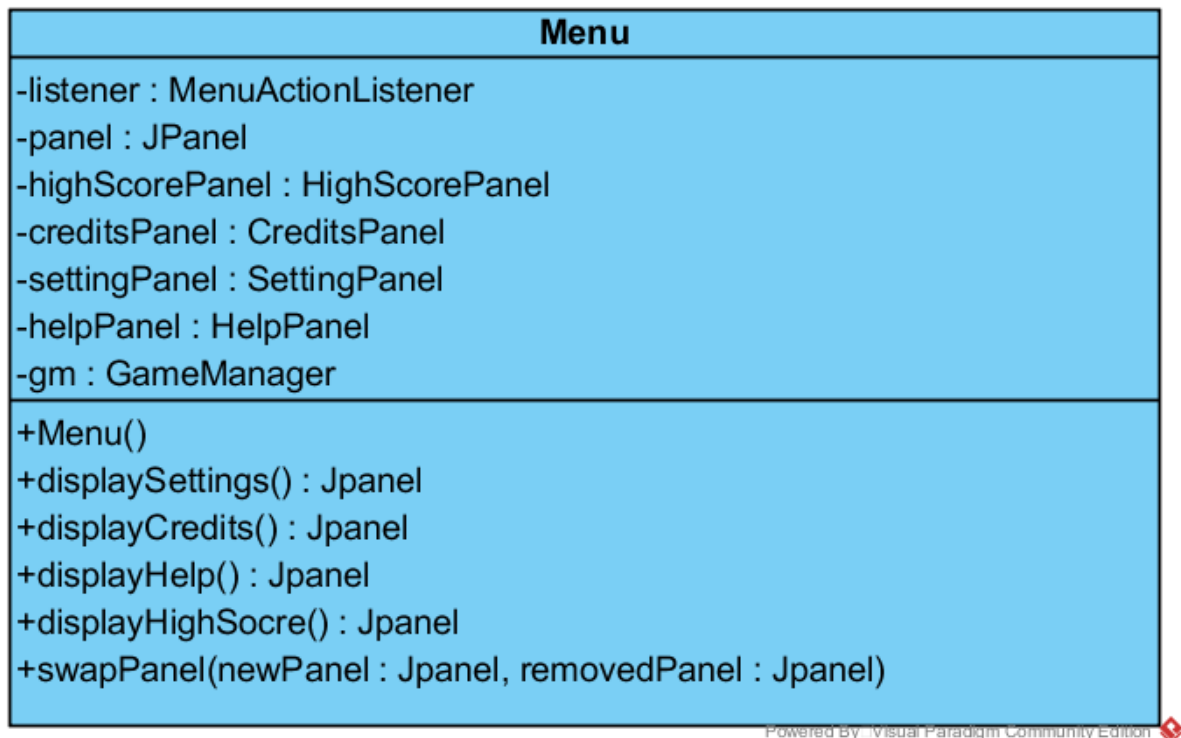 Menu
-listener : MenuActionListener
-panel : JPanel
-highScorePanel : HighScorePanel
-creditsPanel : CreditsPanel
-settingPanel : SettingPanel
-helpPanel : HelpPanel
-gm : GameManager
+Menu()
+displaySettings() : Jpanel
+displayCredits() : Jpanel
+displayHelp() : Jpanel
+displayHighSocre() : Jpanel
+swapPanel(newPanel : Jpanel, removedPanel : Jpanel)
Powered By Visual Paradigm Community Edition